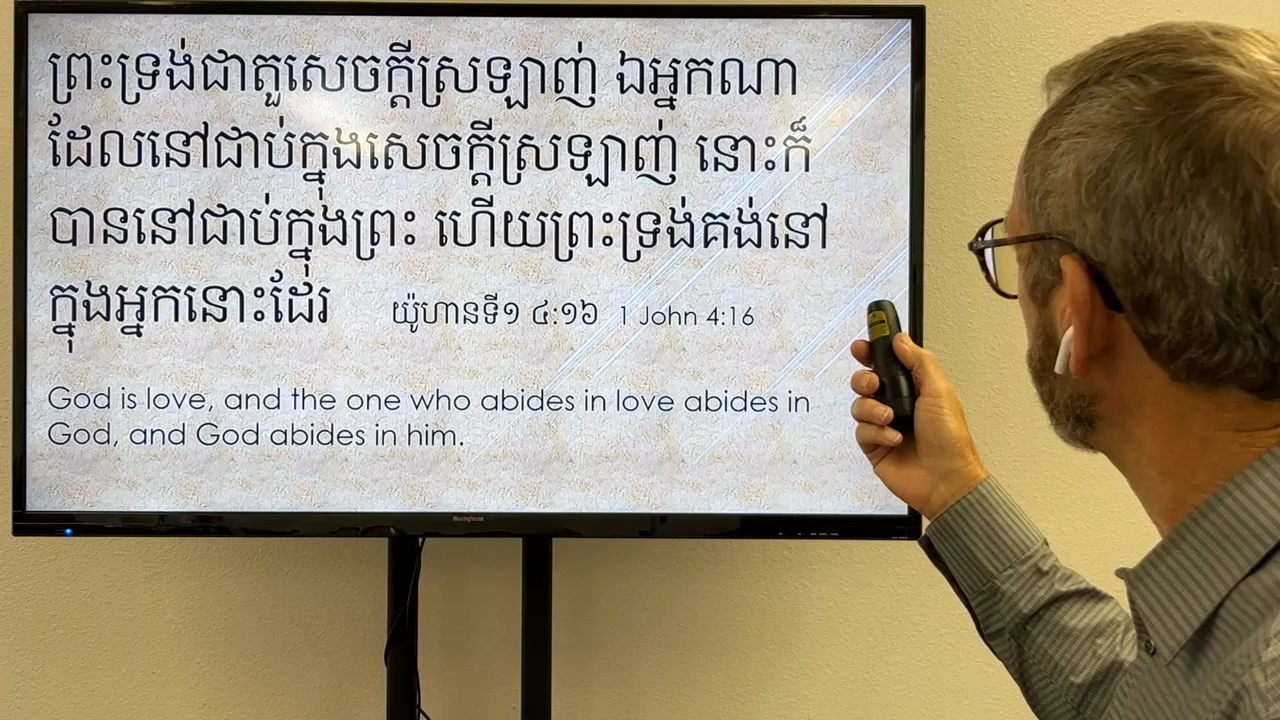 ព្រះទ្រង់ជាតួសេចក្ដីស្រឡាញ់ ឯអ្នកណា
ដែលនៅជាប់ក្នុងសេចក្ដីស្រឡាញ់ នោះក៏
បាននៅជាប់ក្នុងព្រះ ហើយព្រះទ្រង់គង់នៅ
ក្នុងអ្នកនោះដែរ យ៉ូហានទី១ ៤:១៦ 1 John 4:16
God is love, and the one who abides in love abides in
God, and God abides in him.
Westinghouse